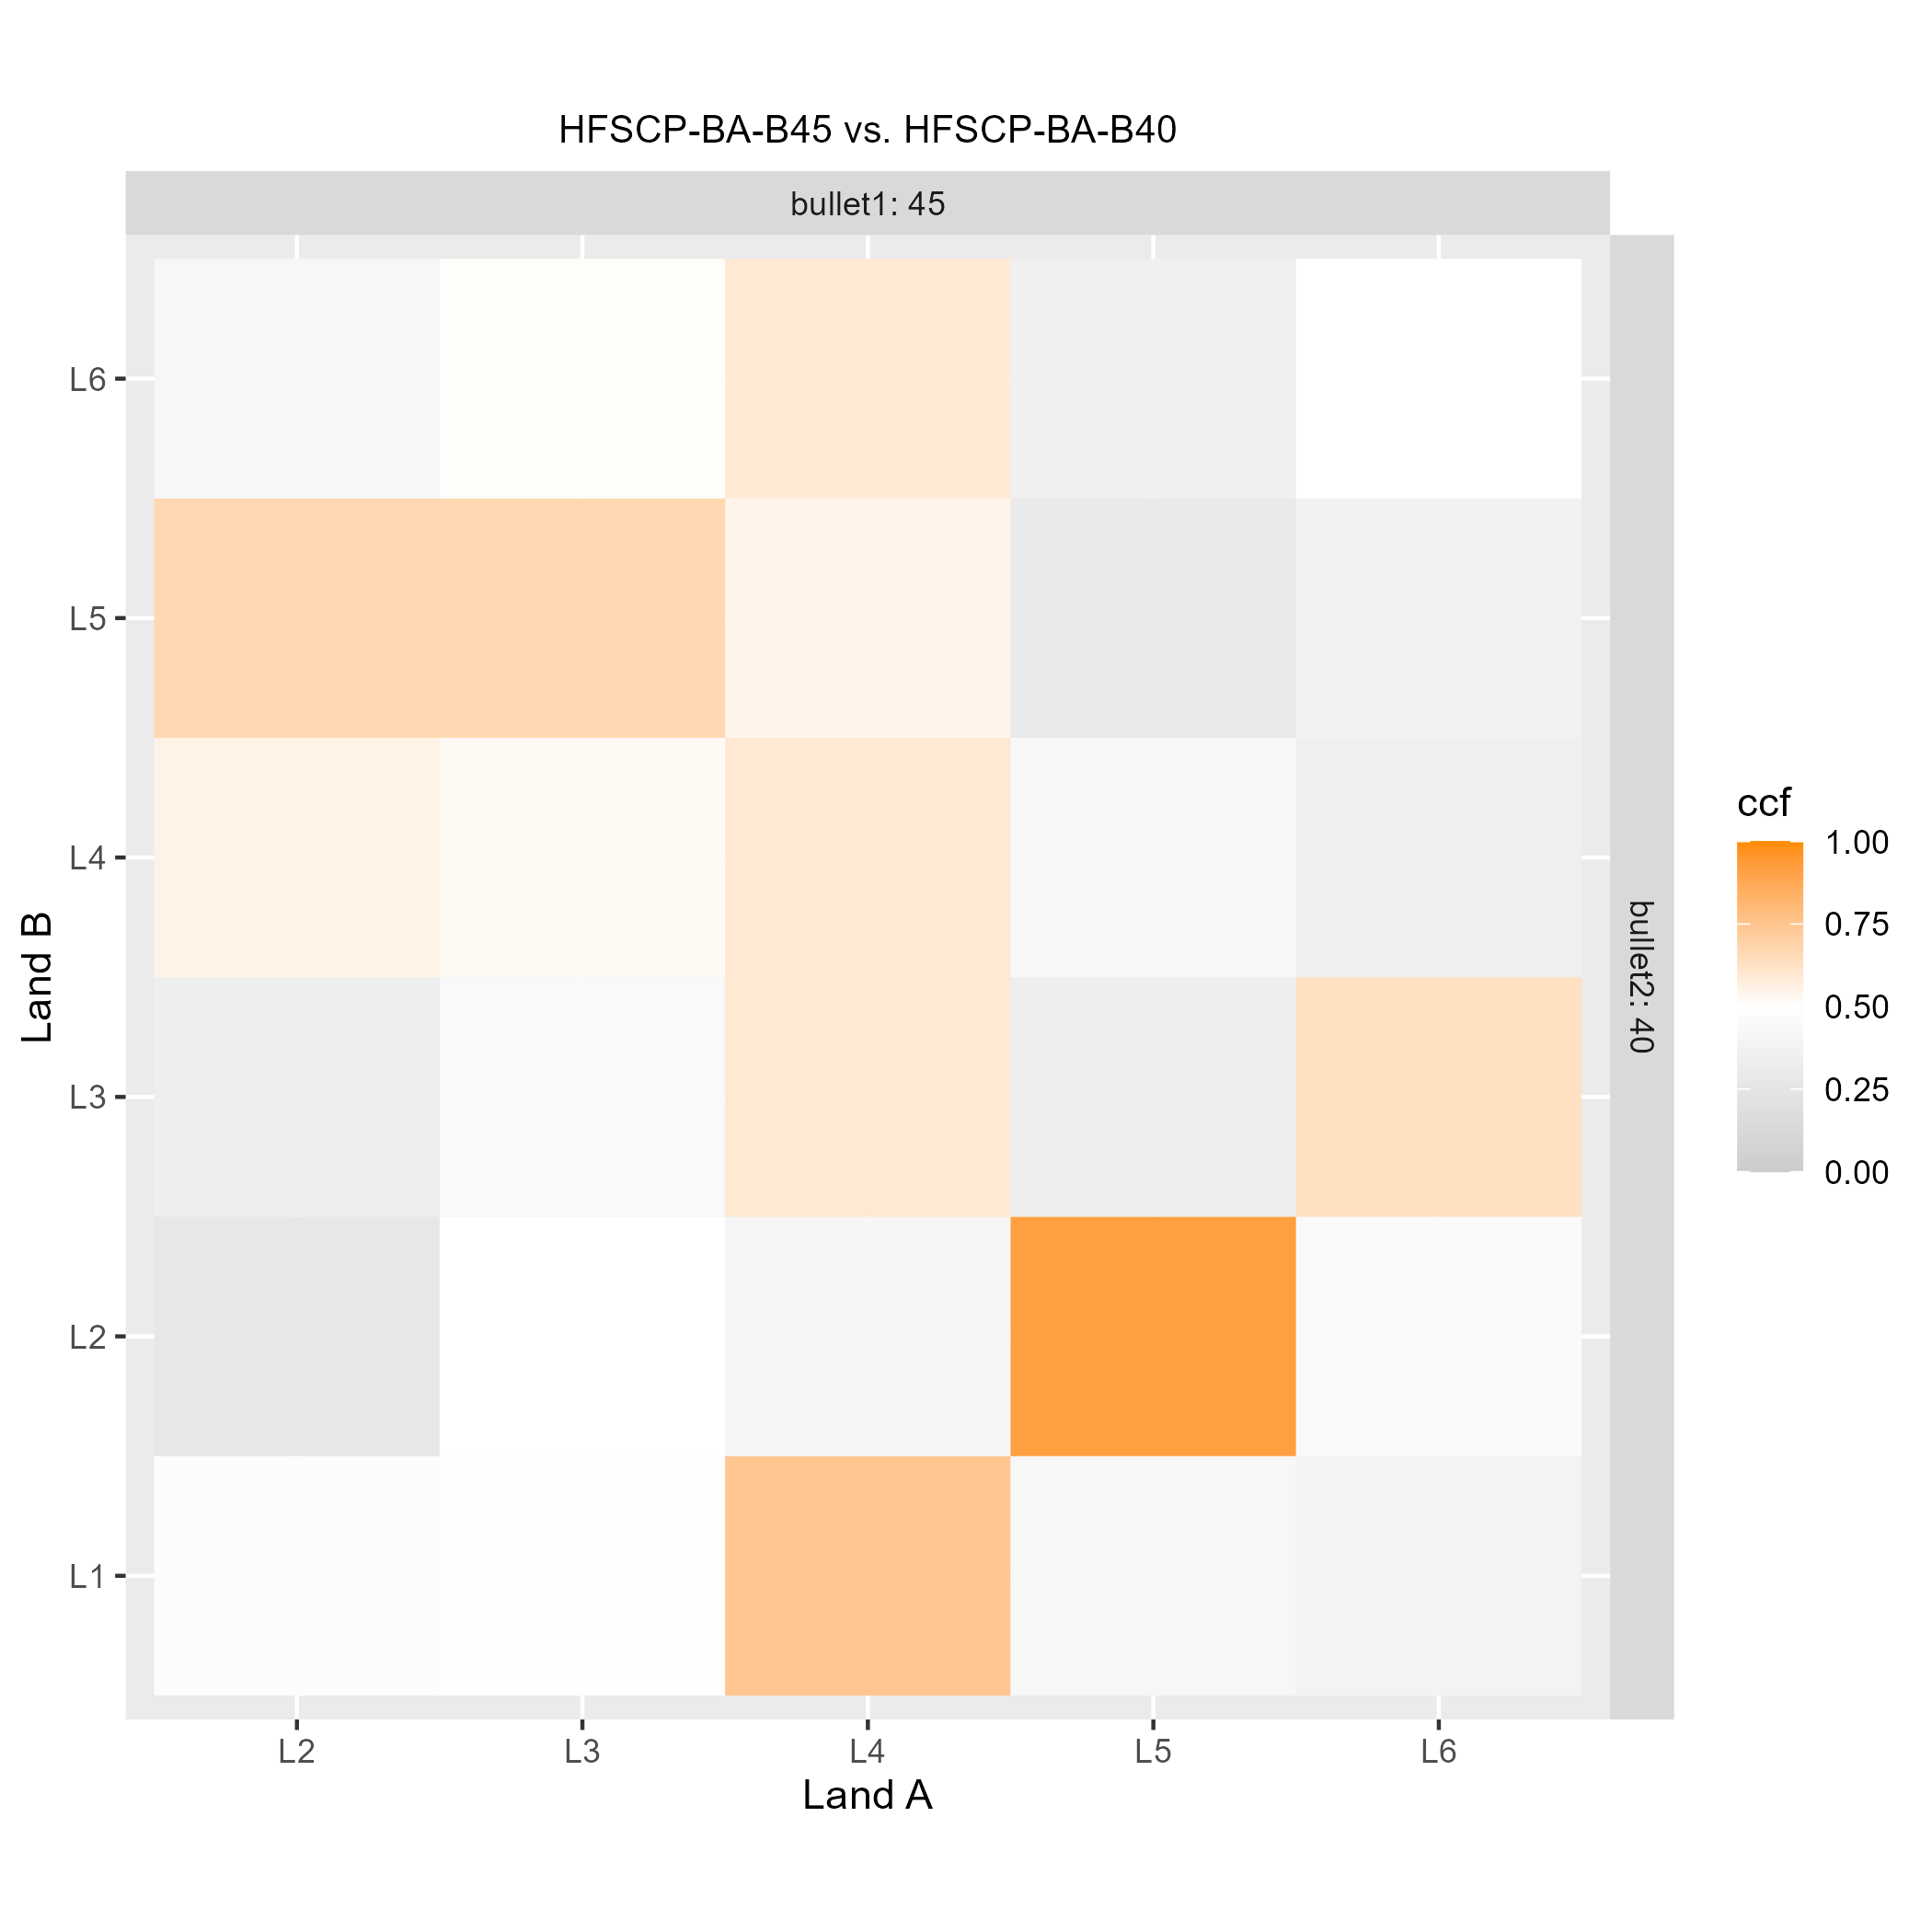 HFSCP-BA-B45 vs. HFSCP-BA-B40
bullet1: 45
L6
L5
L4
L3
L2
L1
Land B
bullet2: 40
ccf
1.00
0.75
0.50
0.25
0.00
L2
L3
L4
L5
L6
Land A